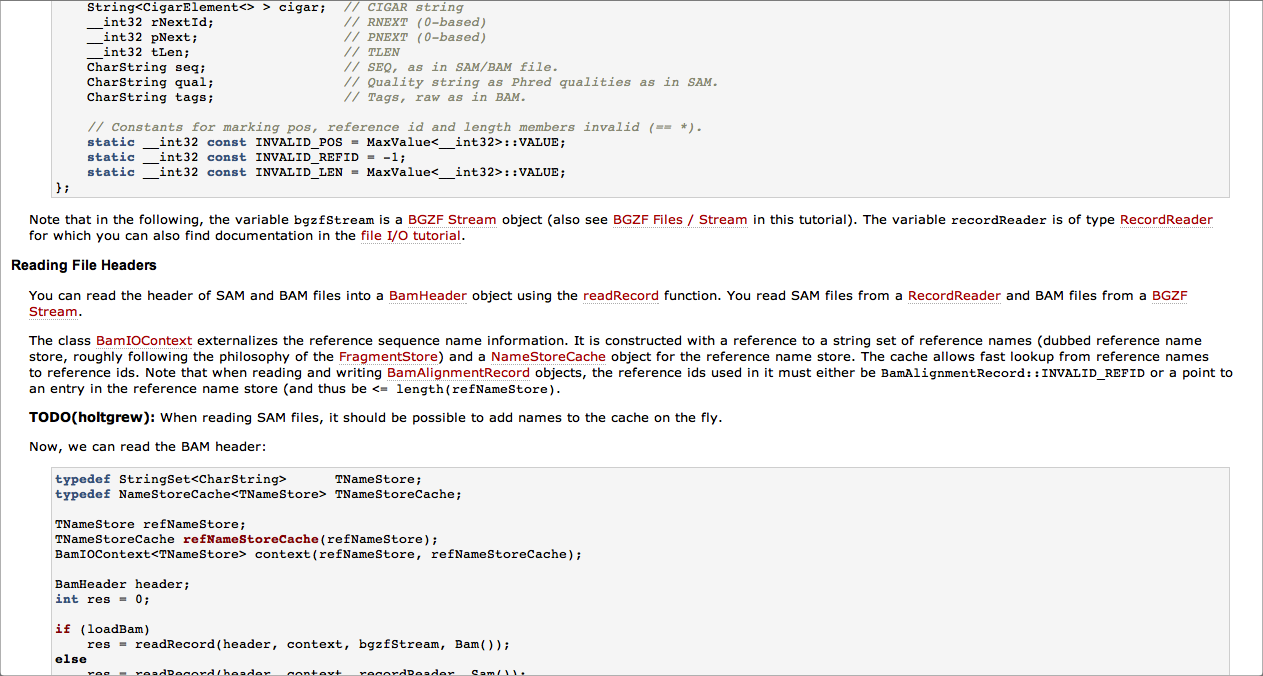 String<CigarElement<> > cigar;  // CIGAR string
__int32 rNextId;                // RNEXT (0-based)
__int32 pNext;                  // PNEXT (0-based)
__int32 tLen;                   // TLEN
CharString seq;                 // SEQ, as in SAM/BAM file.
CharString qual;                // Quality string as Phred qualities as in SAM.
CharString tags;                // Tags, raw as in BAM.
// Constants for marking pos, reference id and length members invalid (== *).
static __int32 const INVALID_POS = MaxValue<__int32>::VALUE;
static __int32 const INVALID_REFID = -1;
static __int32 const INVALID_LEN = MaxValue<__int32>::VALUE;
};
Note that in the following, the variable bgzfStream is a BGZF Stream object (also see BGZF Files / Stream in this tutorial). The variable recordReader is of type RecordReader
for which you can also find documentation in the file I/O tutorial.
Reading File Headers
You can read the header of SAM and BAM files into a BamHeader object using the readRecord function. You read SAM files from a RecordReader and BAM files from a BGZF
Stream.
The class BamIOContext externalizes the reference sequence name information. It is constructed with a reference to a string set of reference names (dubbed reference name
store, roughly following the philosophy of the FragmentStore) and a NameStoreCache object for the reference name store. The cache allows fast lookup from reference names
to reference ids. Note that when reading and writing BamAlignmentRecord objects, the reference ids used in it must either be BamAlignmentRecord::INVALID_REFID or a point to
an entry in the reference name store (and thus be <= length(refNameStore).
TODO(holtgrew): When reading SAM files, it should be possible to add names to the cache on the fly.
Now, we can read the BAM header:
typedef StringSet<CharString>      TNameStore;
typedef NameStoreCache<TNameStore> TNameStoreCache;
TNameStore refNameStore;
TNameStoreCache refNameStoreCache(refNameStore);
BamIOContext<TNameStore> context(refNameStore, refNameStoreCache);
BamHeader header;
int res = 0;
if (loadBam)
res = readRecord(header, context, bgzfStream, Bam());
else
res = readRecord(header, context, recordReader, Sam());